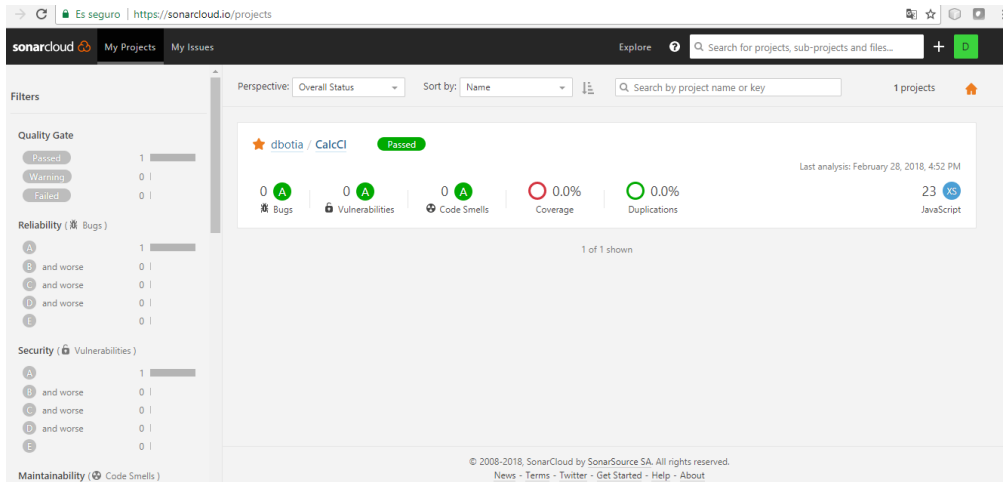 Es seguro | https://sonarcloud.io/projects
sonarcloud My Projects My Issues Explore ? Search for projects, sub-projects and files... + D
Filters
Perspective: Overall Status Sort by: Name Search by project name or key 1 projects
Quality Gate
Passed 1
Warning 0
Failed 0
Reliability ( Bugs )
A 1
B and worse 0
C and worse 0
D and worse 0
E 0
Security ( Vulnerabilities )
A 1
B and worse 0
C and worse 0
D and worse 0
E 0
Maintainability ( Code Smells )
dbotia / CalcCI Passed
Last analysis: February 28, 2018, 4:52 PM
0 A 0 A 0 A 0.0% 0.0% 23 XS
Bugs Vulnerabilities Code Smells Coverage Duplications JavaScript
1 of 1 shown
© 2008-2018, SonarCloud by SonarSource SA. All rights reserved.
News - Terms - Twitter - Get Started - Help - About